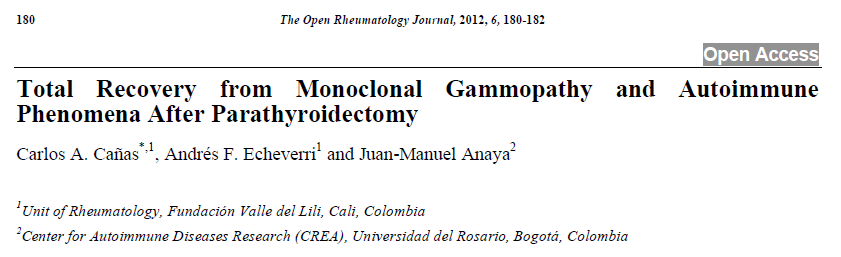 180 The Open Rheumatology Journal, 2012, 6, 180-182
Open Access
Total Recovery from Monoclonal Gammopathy and Autoimmune
Phenomena After Parathyroidectomy
Carlos A. Cañas*,1, Andrés F. Echeverri1 and Juan-Manuel Anaya2
1Unit of Rheumatology, Fundación Valle del Lili, Cali, Colombia
2Center for Autoimmune Diseases Research (CREA), Universidad del Rosario, Bogotá, Colombia